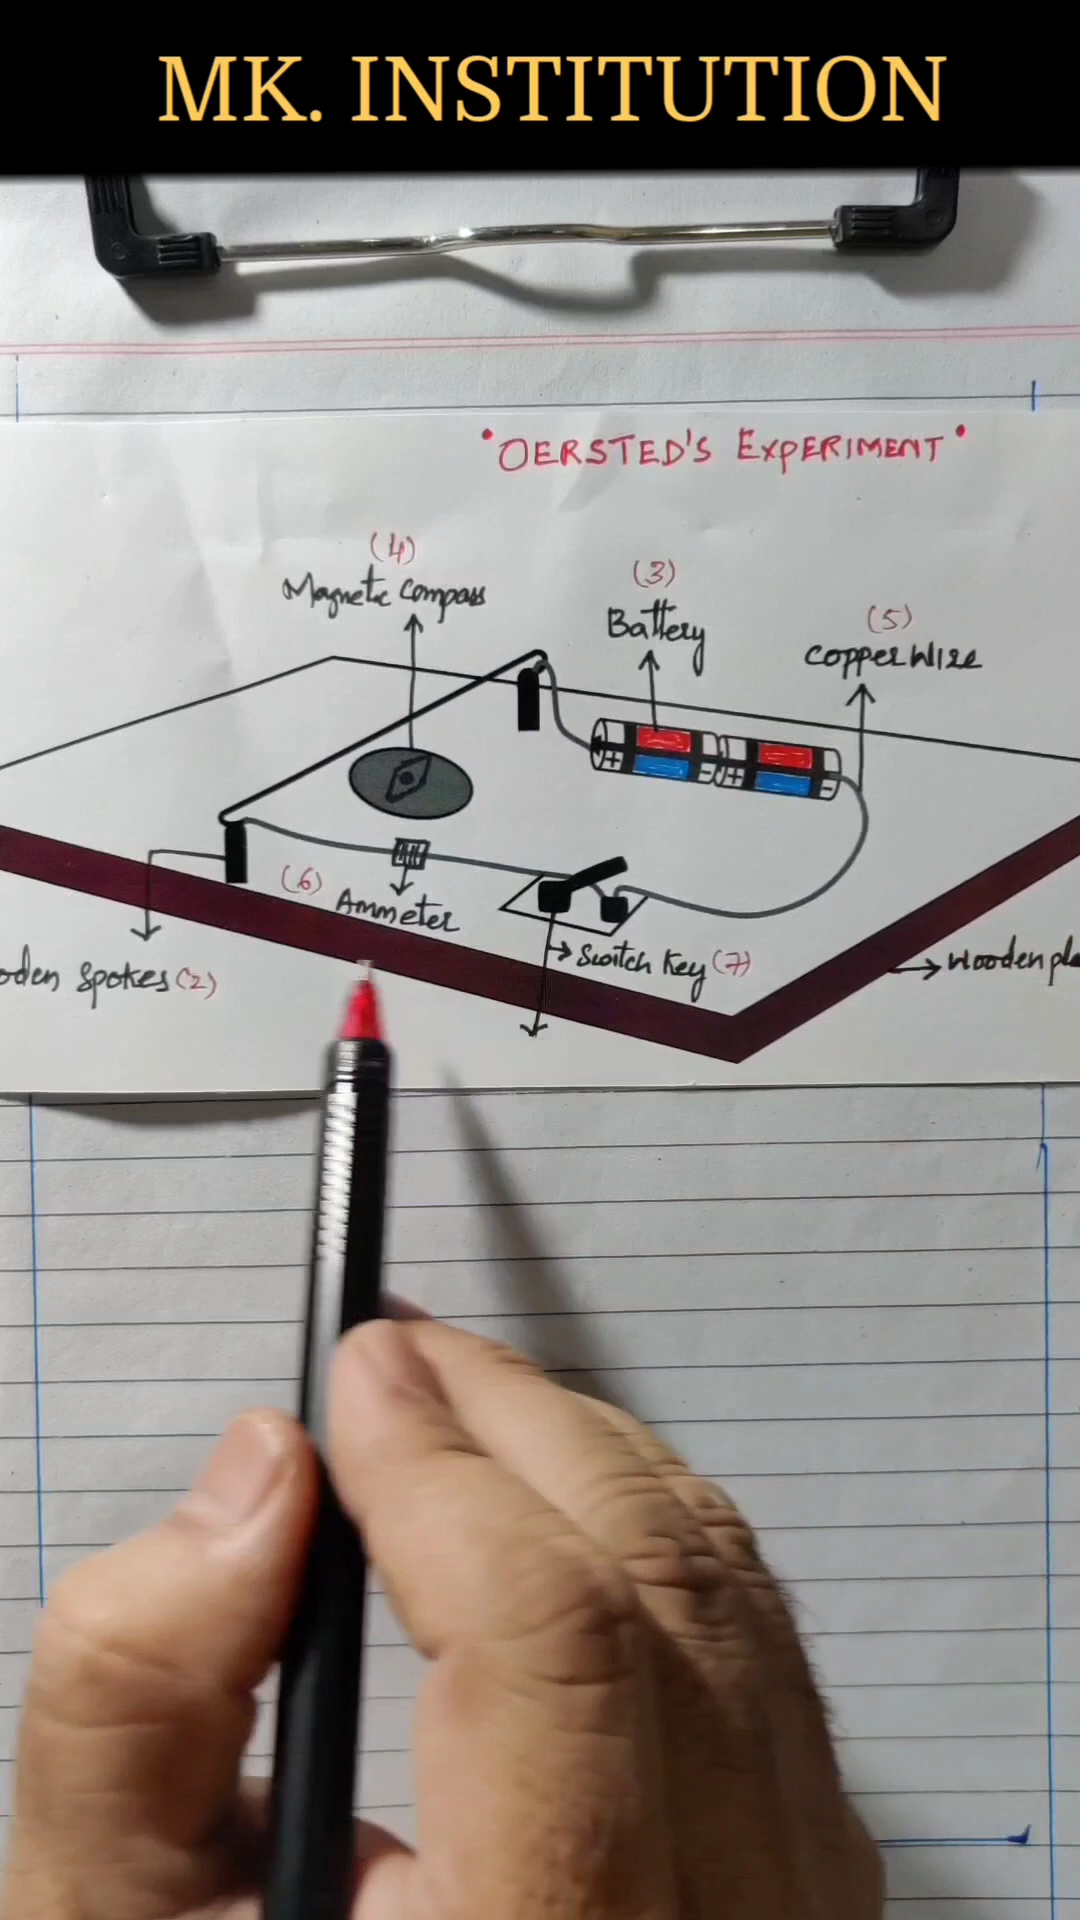 MK. INSTITUTION
• OERSTED'S EXPERIMENT •
(4)
Magnetic Compass
(3)
Battery
(5)
Copper Wire
+ - + -
(6)
Ammeter
Switch Key (7)
Spokes (2)
Wooden